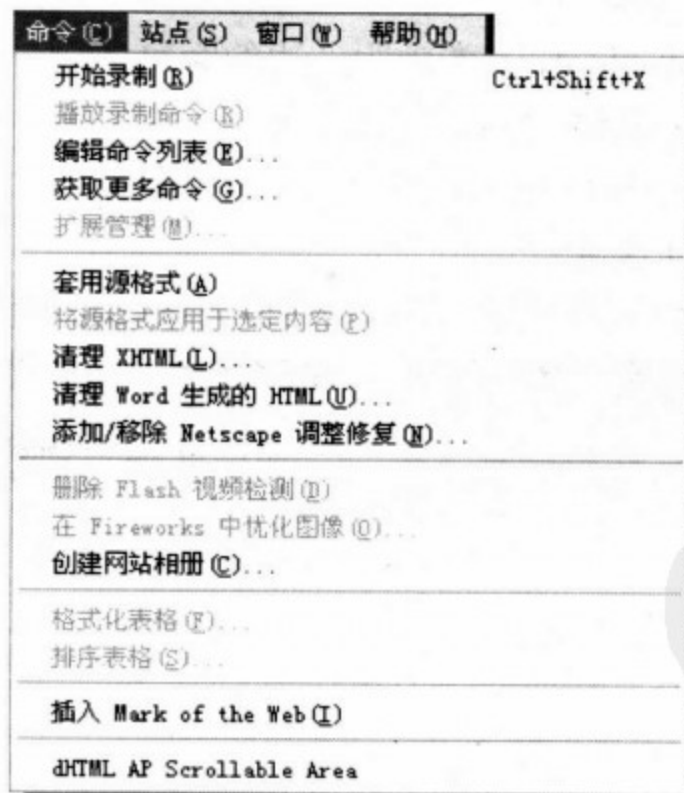 命令(C) 站点(S) 窗口(W) 帮助(H)
开始录制(R) Ctrl+Shift+X
播放录制命令(R)
编辑命令列表(E)...
获取更多命令(G)...
扩展管理(M)...
套用源格式(A)
将源格式应用于选定内容(P)
清理 XHTML(L)...
清理 Word 生成的 HTML(U)...
添加/移除 Netscape 调整修复(N)...
删除 Flash 视频检测(D)
在 Fireworks 中优化图像(O)...
创建网站相册(C)...
格式化表格(F)...
排序表格(S)...
插入 Mark of the Web(I)
dHTML AP Scrollable Area